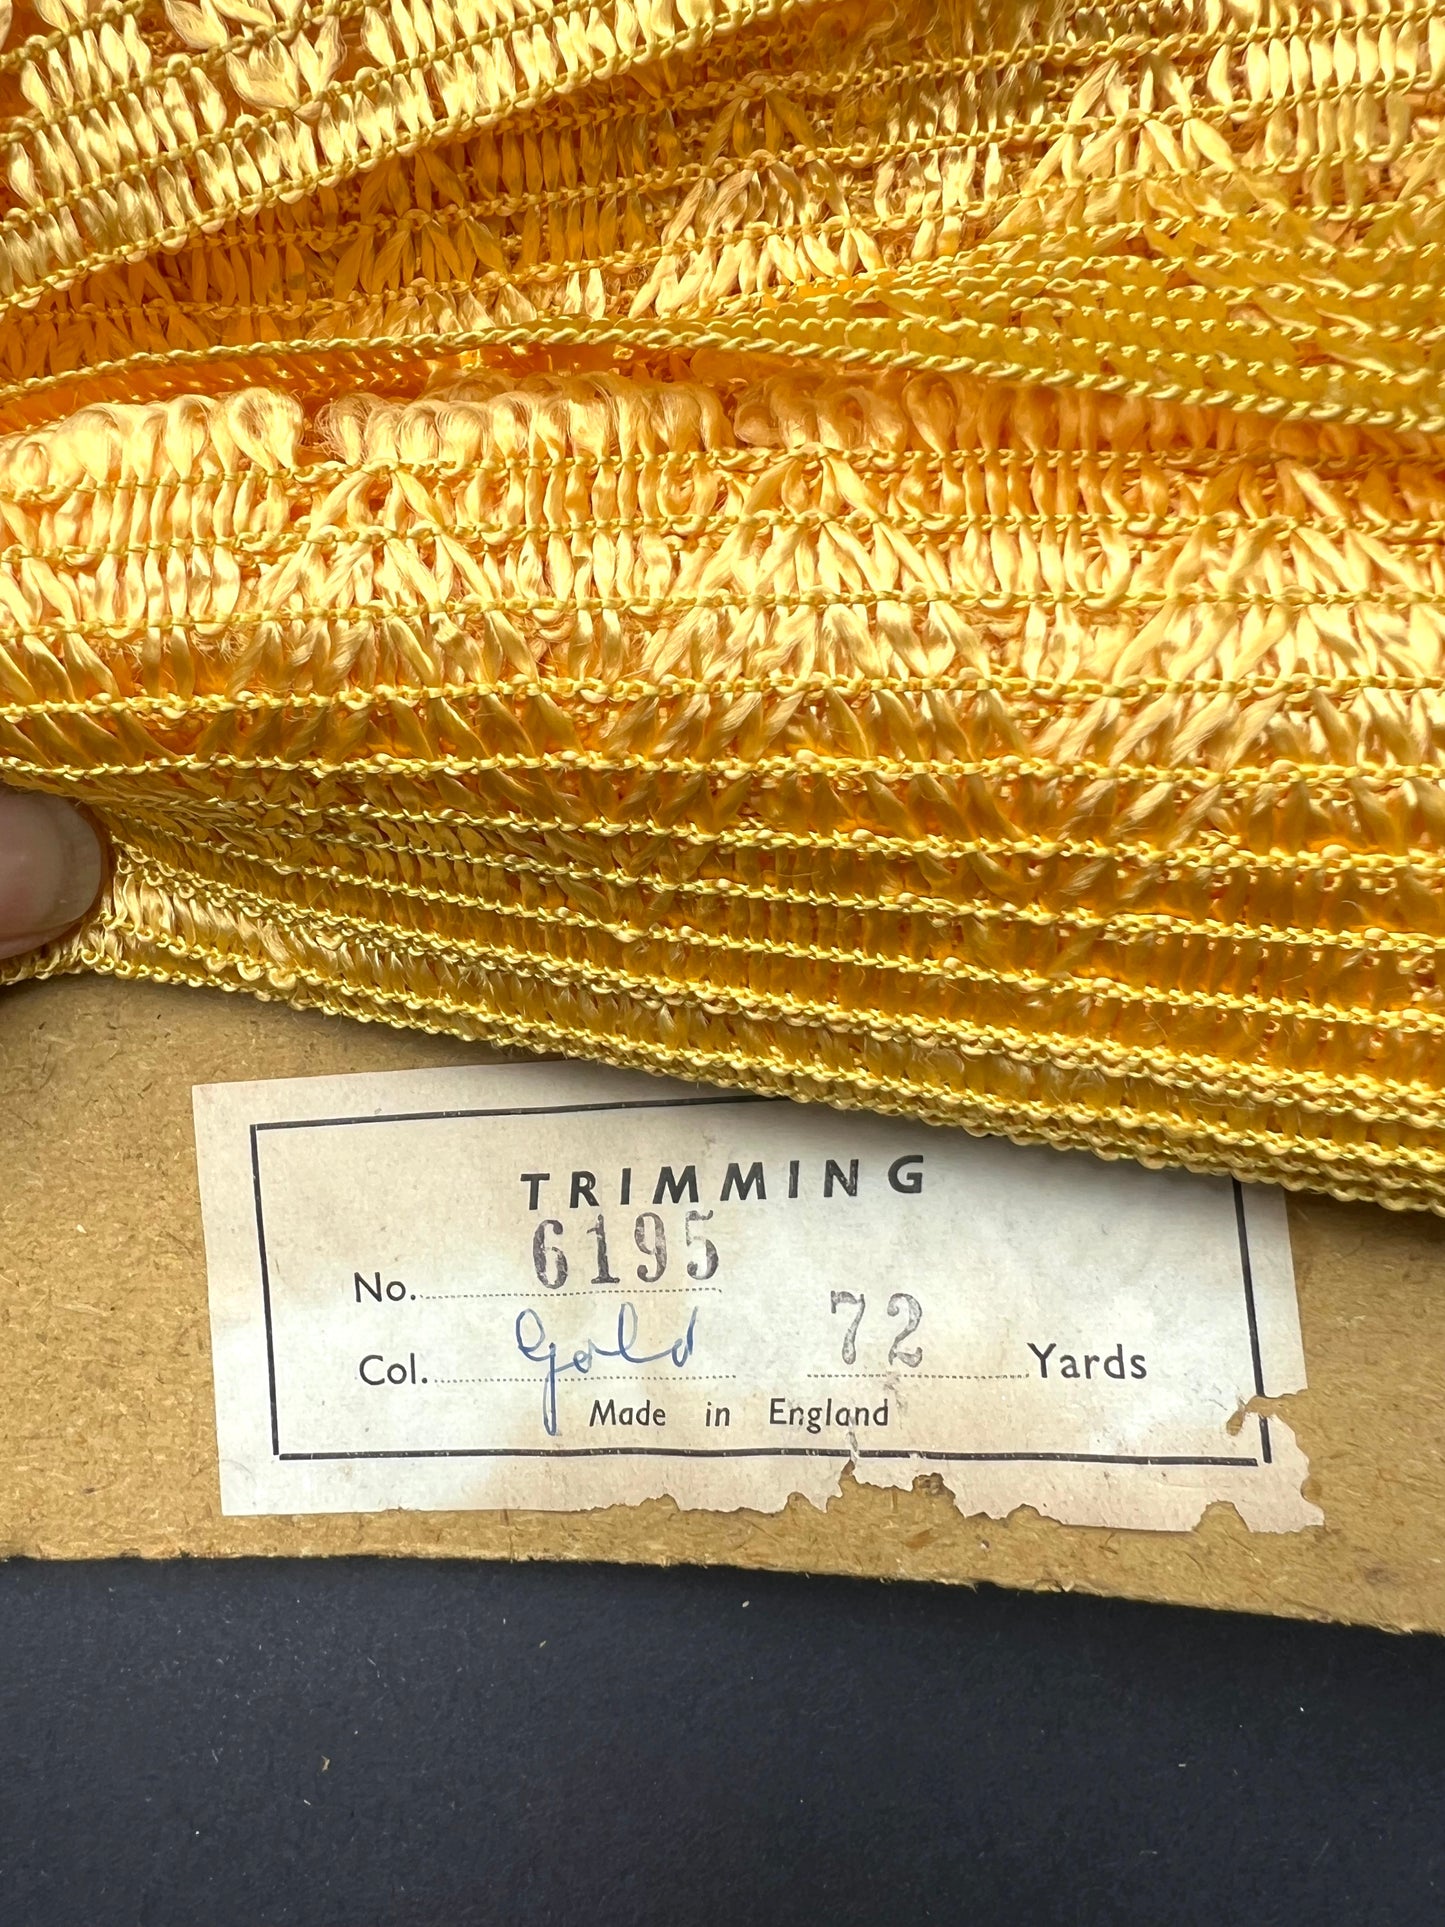 TRIMMING
No. 6195
Col. Gold 72 Yards
Made in England